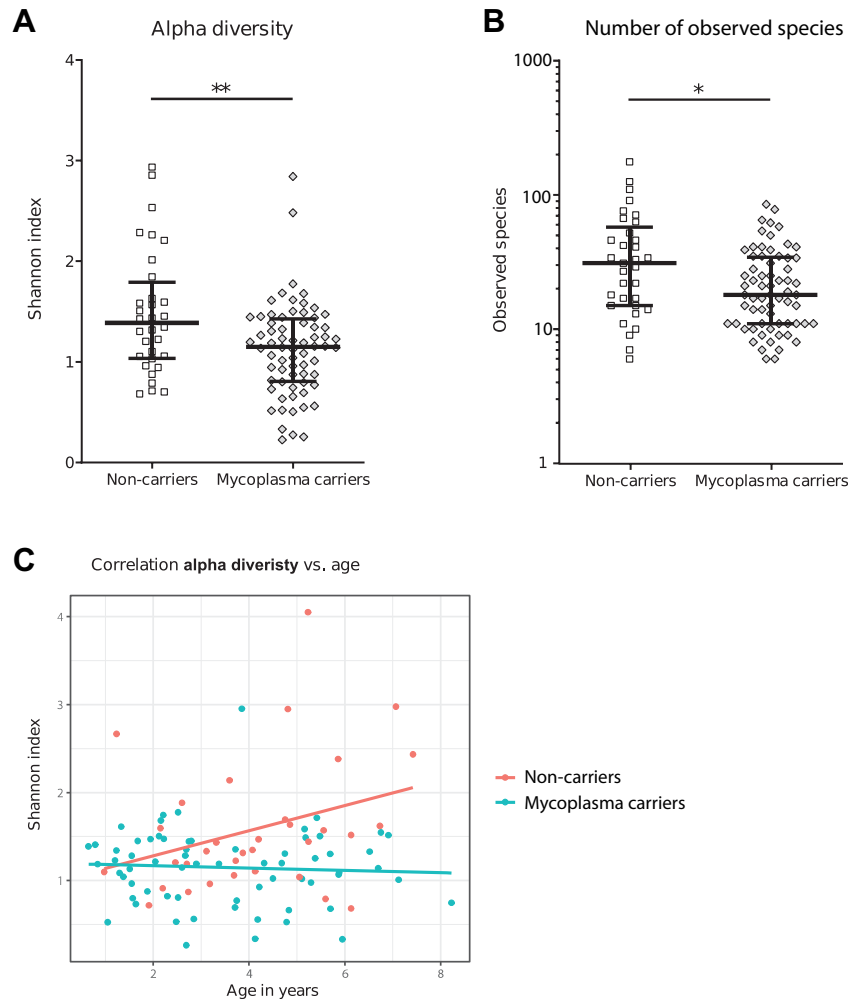 A
Alpha diversity
**
Shannon index
4
3
2
1
0
Non-carriers
Mycoplasma carriers
B
Number of observed species
*
Observed species
1000
100
10
1
Non-carriers
Mycoplasma carriers
C
Correlation alpha diveristy vs. age
Shannon index
4
3
2
1
2
4
6
8
Age in years
Non-carriers
Mycoplasma carriers